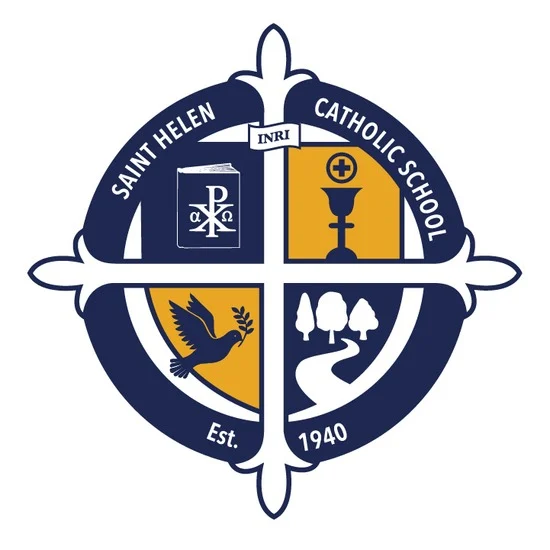 SAINT HELEN
CATHOLIC SCHOOL
INRI
P
α X Ω
Est.
1940